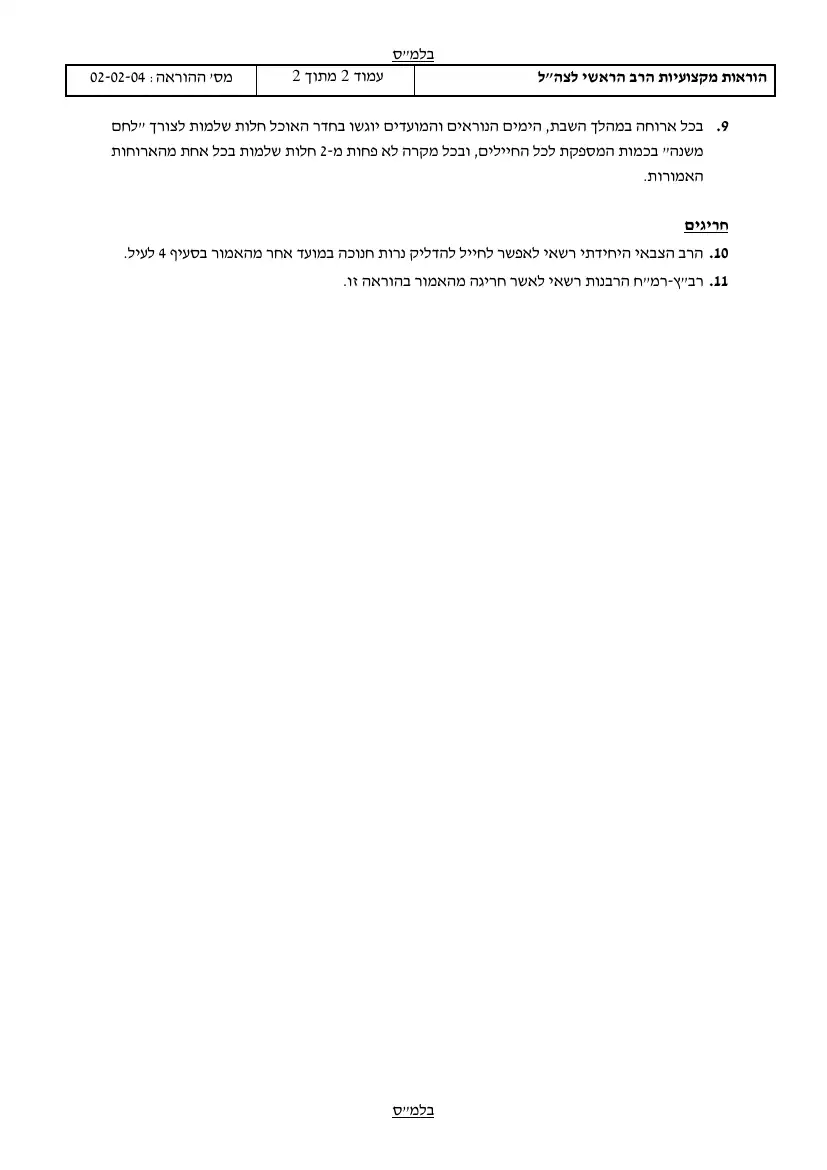 בלמ״ס
הוראות מקצועיות הרב הראשי לצה״ל עמוד 2 מתוך 2 מס׳ ההוראה : 02-02-04
9. בכל ארוחה במהלך השבת, הימים הנוראים והמועדים יוגשו בחדר האוכל חלות שלמות לצורך ״לחם
משנה״ בכמות המספקת לכל החיילים, ובכל מקרה לא פחות מ-2 חלות שלמות בכל אחת מהארוחות
האמורות.
חריגים
10. הרב הצבאי היחידתי רשאי לאפשר לחייל להדליק נרות חנוכה במועד אחר מהאמור בסעיף 4 לעיל.
11. רב״ץ-רמ״ח הרבנות רשאי לאשר חריגה מהאמור בהוראה זו.
בלמ״ס